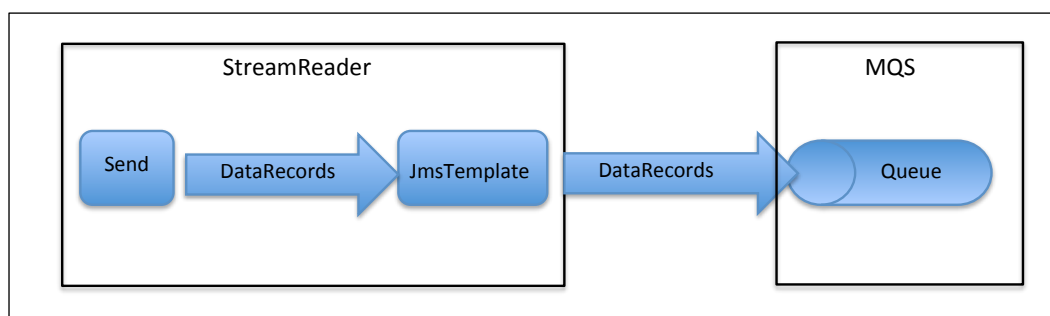 StreamReader
MQS
Send
DataRecords
JmsTemplate
DataRecords
Queue